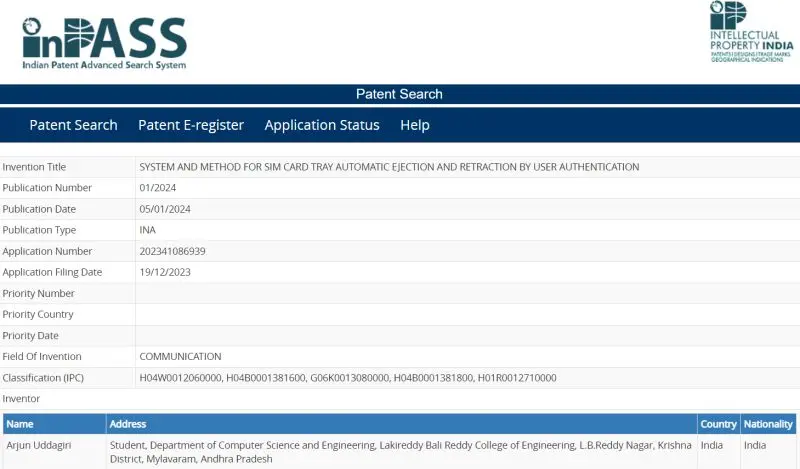 inPASS
Indian Patent Advanced Search System
INTELLECTUAL
PROPERTY INDIA
PATENTS | DESIGNS | TRADE MARKS
GEOGRAPHICAL INDICATIONS
Patent Search
Patent Search Patent E-register Application Status Help
Invention Title SYSTEM AND METHOD FOR SIM CARD TRAY AUTOMATIC EJECTION AND RETRACTION BY USER AUTHENTICATION
Publication Number 01/2024
Publication Date 05/01/2024
Publication Type INA
Application Number 202341086939
Application Filing Date 19/12/2023
Priority Number
Priority Country
Priority Date
Field Of Invention COMMUNICATION
Classification (IPC) H04W0012060000, H04B0001381600, G06K0013080000, H04B0001381800, H01R0012710000
Inventor
Name Address Country Nationality
Arjun Uddagiri Student, Department of Computer Science and Engineering, Lakireddy Bali Reddy College of Engineering, L.B.Reddy Nagar, Krishna India India
District, Mylavaram, Andhra Pradesh